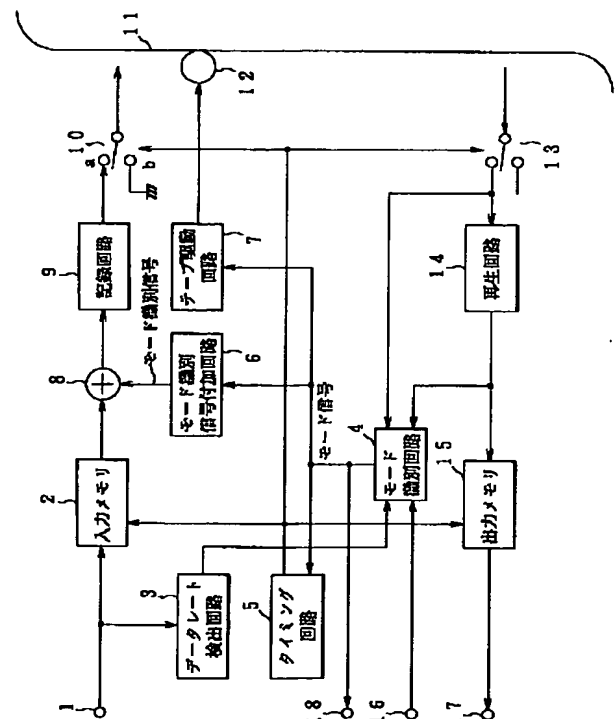 1
2
入力メモリ
3
データレート
検出回路
8
モード識別信号
9
記録回路
10
a
b
11
12
7
テープ駆動
回路
6
モード識別
信号付加回路
モード信号
5
タイミング
回路
4
モード
識別回路
13
14
再生回路
15
出力メモリ
8
16
7